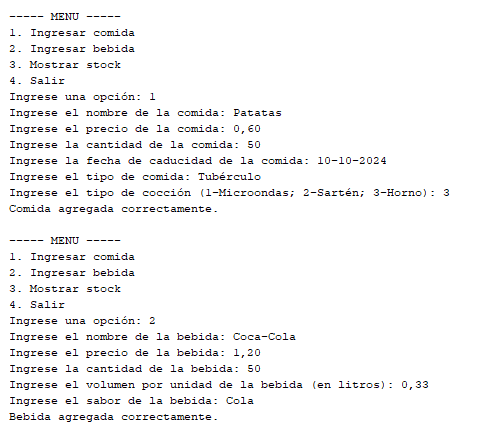 ----- MENU -----
1. Ingresar comida
2. Ingresar bebida
3. Mostrar stock
4. Salir
Ingrese una opción: 1
Ingrese el nombre de la comida: Patatas
Ingrese el precio de la comida: 0,60
Ingrese la cantidad de la comida: 50
Ingrese la fecha de caducidad de la comida: 10-10-2024
Ingrese el tipo de comida: Tubérculo
Ingrese el tipo de cocción (1-Microondas; 2-Sartén; 3-Horno): 3
Comida agregada correctamente.

----- MENU -----
1. Ingresar comida
2. Ingresar bebida
3. Mostrar stock
4. Salir
Ingrese una opción: 2
Ingrese el nombre de la bebida: Coca-Cola
Ingrese el precio de la bebida: 1,20
Ingrese la cantidad de la bebida: 50
Ingrese el volumen por unidad de la bebida (en litros): 0,33
Ingrese el sabor de la bebida: Cola
Bebida agregada correctamente.